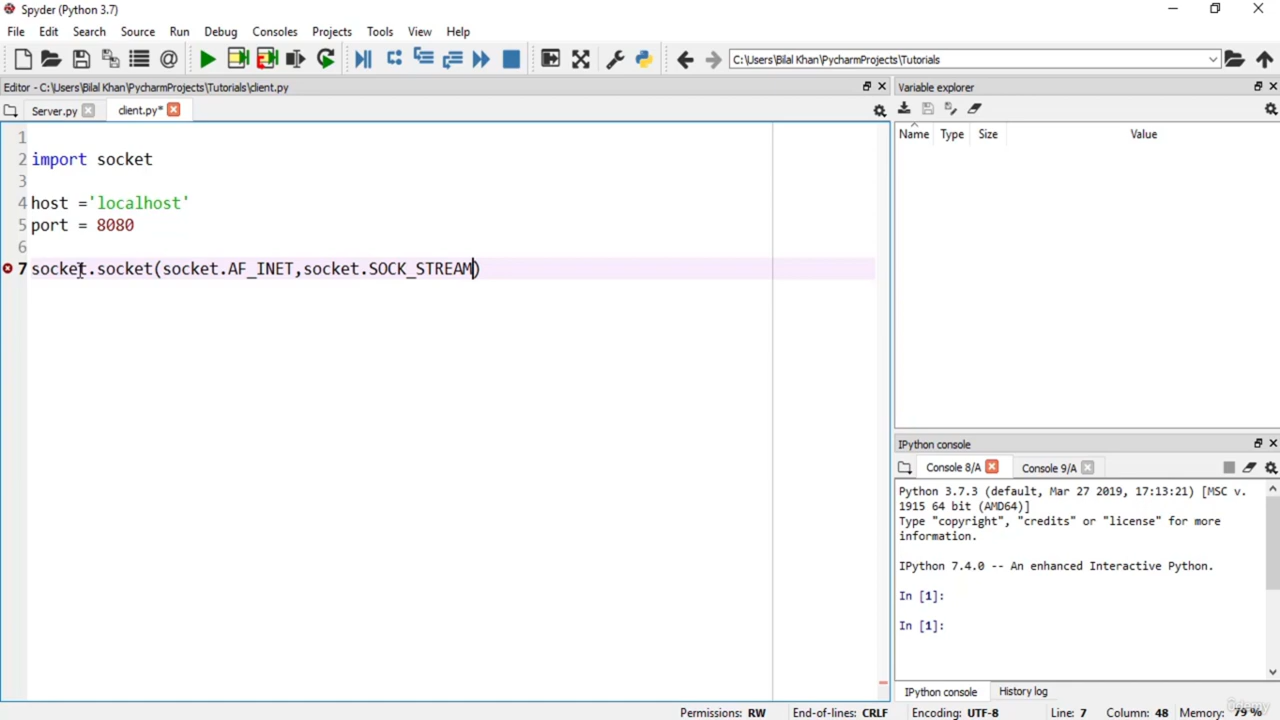 Spyder (Python 3.7)
File Edit Search Source Run Debug Consoles Projects Tools View Help
C:\Users\Bilal Khan\PycharmProjects\Tutorials
Editor - C:\Users\Bilal Khan\PycharmProjects\Tutorials\client.py
Server.py client.py*
1
2 import socket
3
4 host ='localhost'
5 port = 8080
6
7 socket.socket(socket.AF_INET,socket.SOCK_STREAM)
Variable explorer
Name Type Size Value
IPython console
Console 8/A Console 9/A
Python 3.7.3 (default, Mar 27 2019, 17:13:21) [MSC v.
1915 64 bit (AMD64)]
Type "copyright", "credits" or "license" for more
information.
IPython 7.4.0 -- An enhanced Interactive Python.
In [1]:
In [1]:
IPython console History log
Permissions: RW End-of-lines: CRLF Encoding: UTF-8 Line: 7 Column: 48 Memory: 79 %
ûdemy